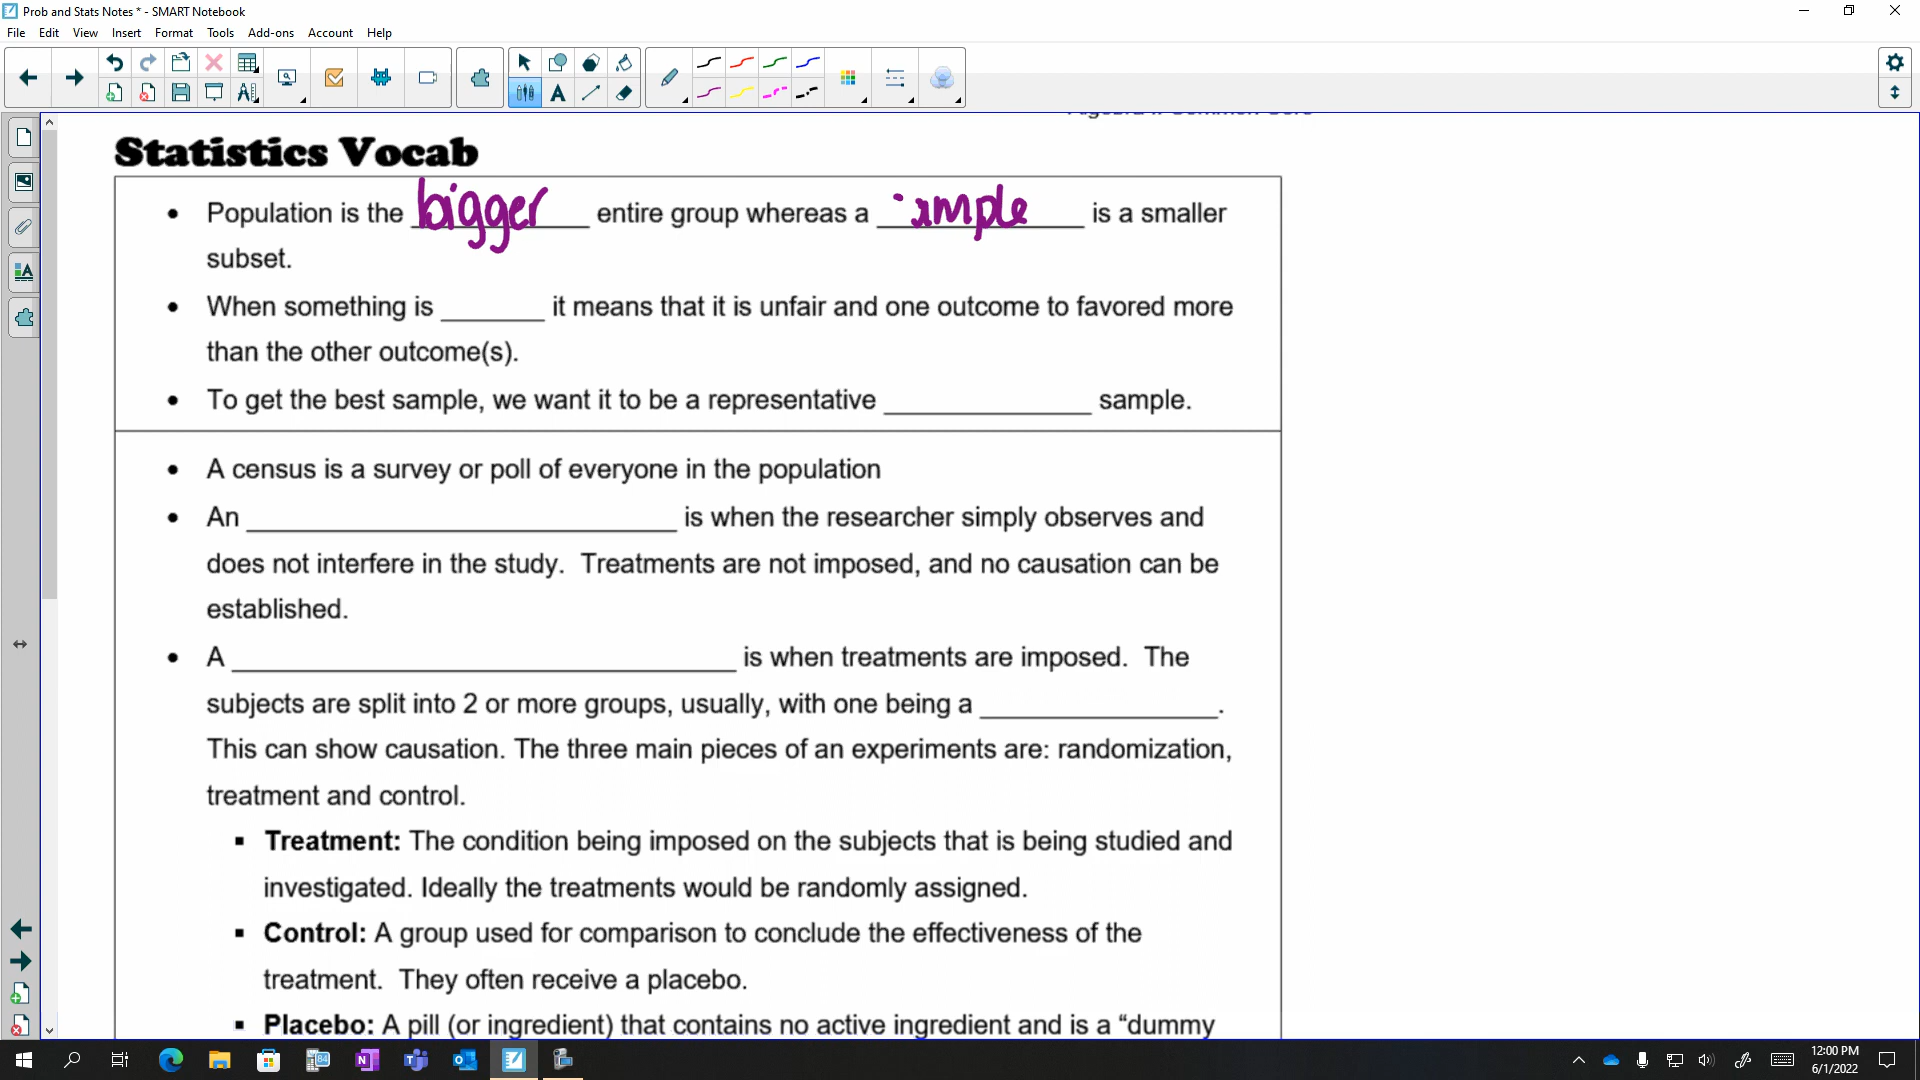 Prob and Stats Notes * - SMART Notebook
File Edit View Insert Format Tools Add-ons Account Help
Statistics Vocab
• Population is the bigger entire group whereas a is a smaller
subset.
• When something is _______ it means that it is unfair and one outcome to favored more
than the other outcome(s).
• To get the best sample, we want it to be a representative ______________ sample.
• A census is a survey or poll of everyone in the population
• An _____________________________ is when the researcher simply observes and
does not interfere in the study. Treatments are not imposed, and no causation can be
established.
• A __________________________________ is when treatments are imposed. The
subjects are split into 2 or more groups, usually, with one being a ________________.
This can show causation. The three main pieces of an experiments are: randomization,
treatment and control.
▪ Treatment: The condition being imposed on the subjects that is being studied and
investigated. Ideally the treatments would be randomly assigned.
▪ Control: A group used for comparison to conclude the effectiveness of the
treatment. They often receive a placebo.
▪ Placebo: A pill (or ingredient) that contains no active ingredient and is a “dummy
12:00 PM
6/1/2022